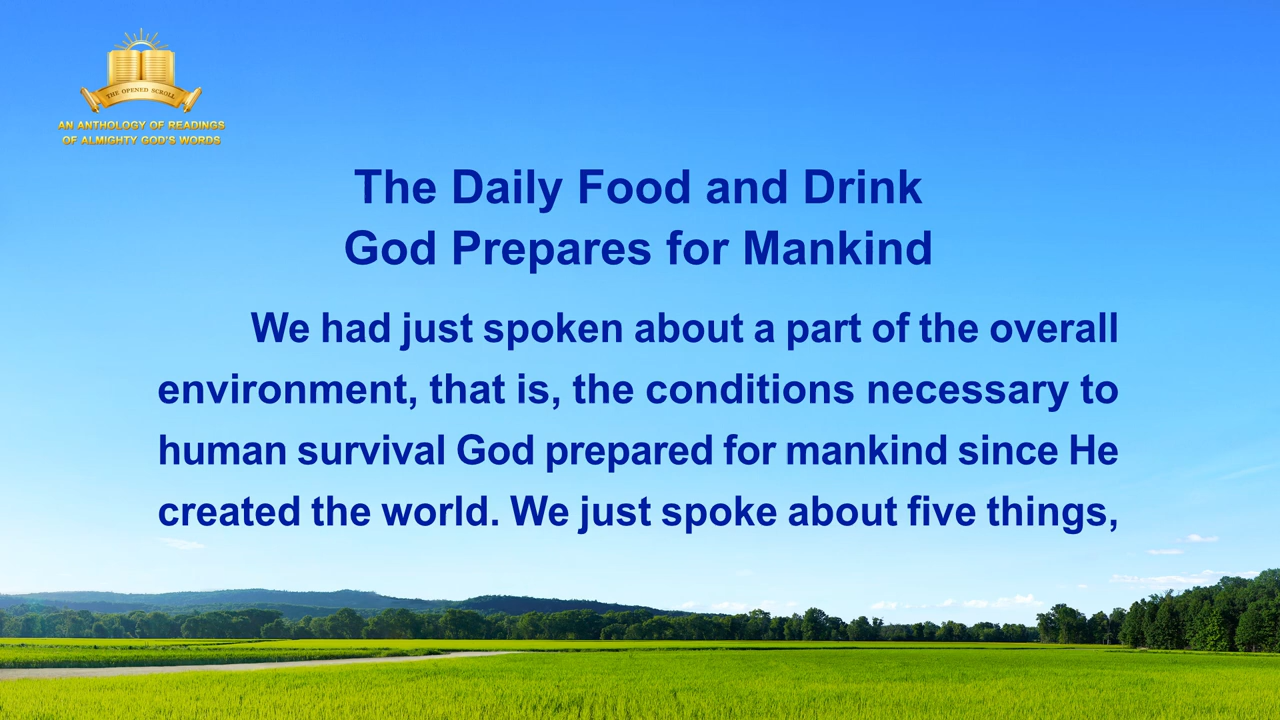 THE OPENED SCROLL
AN ANTHOLOGY OF READINGS
OF ALMIGHTY GOD'S WORDS
The Daily Food and Drink
God Prepares for Mankind
We had just spoken about a part of the overall
environment, that is, the conditions necessary to
human survival God prepared for mankind since He
created the world. We just spoke about five things,